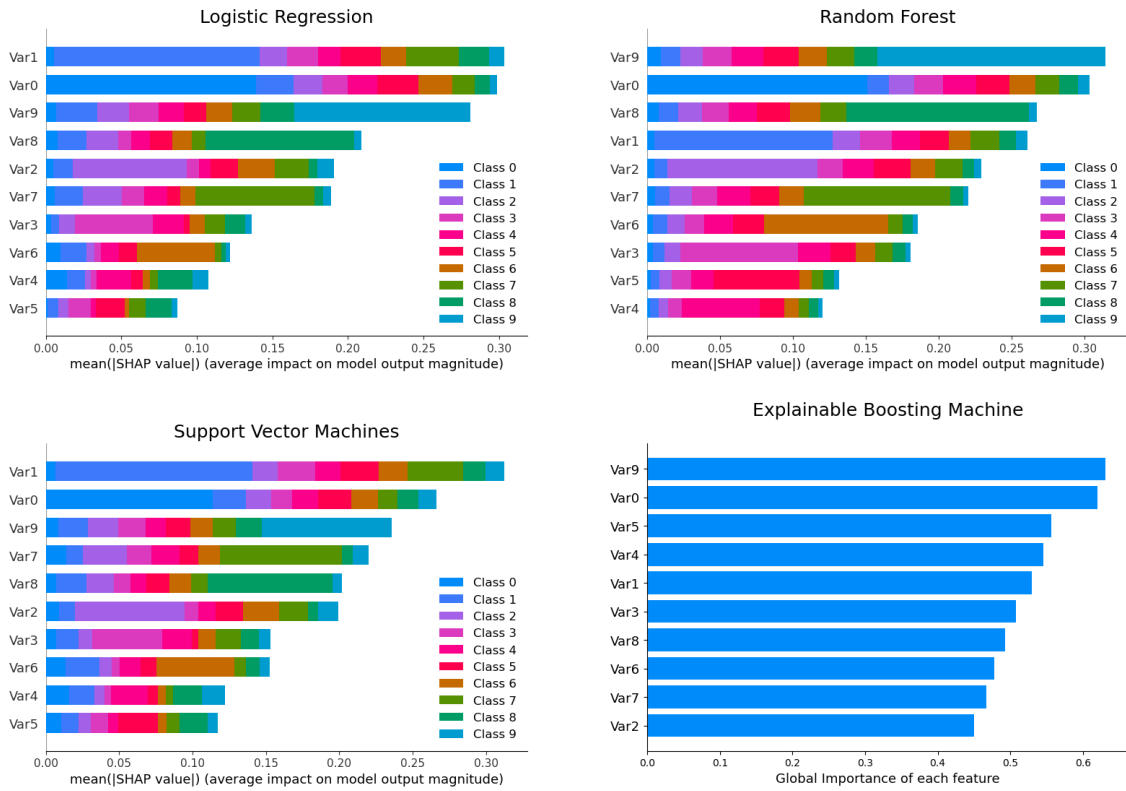 Logistic Regression
Var1
Var0
Var9
Var8
Var2
Var7
Var3
Var6
Var4
Var5
Class 0
Class 1
Class 2
Class 3
Class 4
Class 5
Class 6
Class 7
Class 8
Class 9
0.00 0.05 0.10 0.15 0.20 0.25 0.30
mean(|SHAP value|) (average impact on model output magnitude)
Random Forest
Var9
Var0
Var8
Var1
Var2
Var7
Var6
Var3
Var5
Var4
Class 0
Class 1
Class 2
Class 3
Class 4
Class 5
Class 6
Class 7
Class 8
Class 9
0.00 0.05 0.10 0.15 0.20 0.25 0.30
mean(|SHAP value|) (average impact on model output magnitude)
Support Vector Machines
Var1
Var0
Var9
Var7
Var8
Var2
Var3
Var6
Var4
Var5
Class 0
Class 1
Class 2
Class 3
Class 4
Class 5
Class 6
Class 7
Class 8
Class 9
0.00 0.05 0.10 0.15 0.20 0.25 0.30
mean(|SHAP value|) (average impact on model output magnitude)
Explainable Boosting Machine
Var9
Var0
Var5
Var4
Var1
Var3
Var8
Var6
Var7
Var2
0.0 0.1 0.2 0.3 0.4 0.5 0.6
Global Importance of each feature